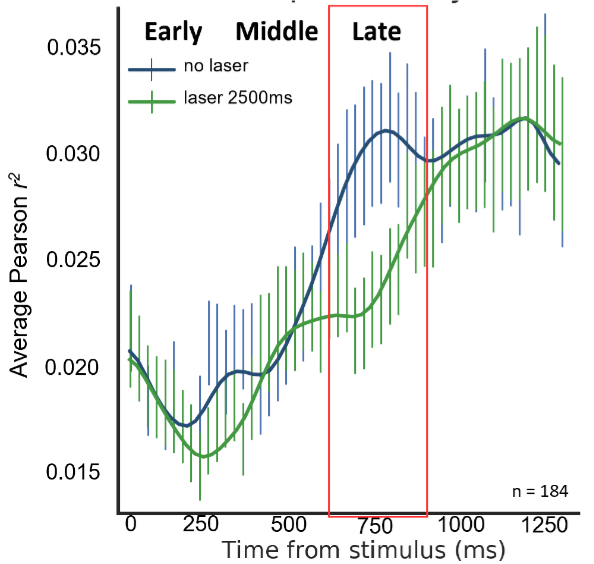 Early Middle Late
no laser
laser 2500ms
0.035
0.030
0.025
0.020
0.015
Average Pearson r²
n = 184
0 250 500 750 1000 1250
Time from stimulus (ms)